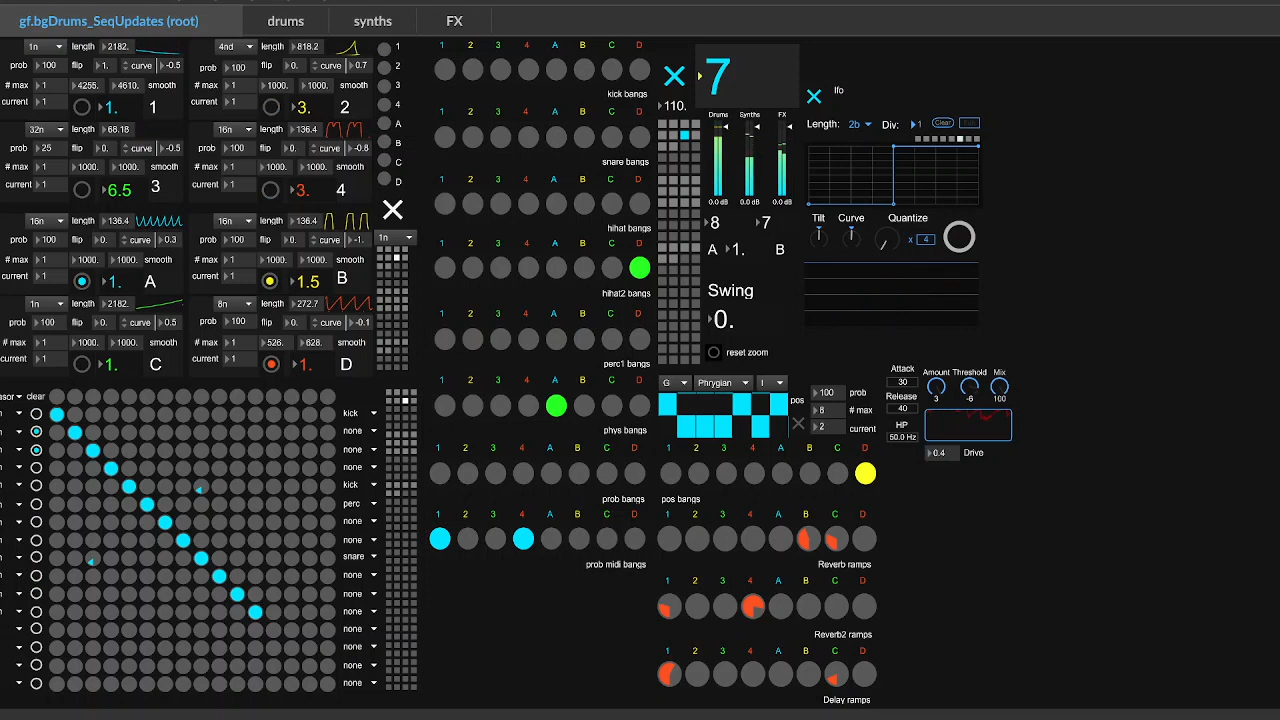 gf.bgDrums_SeqUpdates (root) drums synths FX
1n length 2182.
prob 100 flip 1. curve -0.5
# max 1 4255. 4610. smooth
current 1 1. 1
4nd length 818.2
prob 100 flip 0. curve 0.7
# max 1 1000. 1000. smooth
current 1 3. 2
32n length 68.18
prob 25 flip 0. curve -0.5
# max 1 1000. 1000. smooth
current 1 6.5 3
16n length 136.4
prob 100 flip 0. curve -0.8
# max 1 1000. 1000. smooth
current 1 3. 4
16n length 136.4
prob 100 flip 0. curve 0.3
# max 1 1000. 1000. smooth
current 1 1. A
16n length 136.4
prob 100 flip 0. curve -1.
# max 1 1000. 1000. smooth
current 1 1.5 B
1n length 2182.
prob 100 flip 0. curve 0.5
# max 1 1000. 1000. smooth
current 1 1. C
8n length 272.7
prob 100 flip 0. curve -0.1
# max 1 526. 628. smooth
current 1 1. D
1
2
3
4
A
B
C
D
1n
clear
kick
none
none
none
kick
perc
none
none
snare
none
none
none
none
none
none
none
1 2 3 4 A B C D
kick bangs
1 2 3 4 A B C D
snare bangs
1 2 3 4 A B C D
hihat bangs
1 2 3 4 A B C D
hihat2 bangs
1 2 3 4 A B C D
perc1 bangs
1 2 3 4 A B C D
phys bangs
1 2 3 4 A B C D
prob bangs
1 2 3 4 A B C D
prob midi bangs
7
110.
Drums Synths FX
0.0 dB 0.0 dB 0.0 dB
8 7
A 1. B
Swing
0.
reset zoom
G Phrygian I
pos
100 prob
8 # max
2 current
1 2 3 4 A B C D
pos bangs
1 2 3 4 A B C D
Reverb ramps
1 2 3 4 A B C D
Reverb2 ramps
1 2 3 4 A B C D
Delay ramps
lfo
Length: 2b Div: 1 Clear
Tilt Curve Quantize
x 4
Attack
30
Release
40
HP
50.0 Hz
Amount Threshold Mix
3 -6 100
0.4 Drive